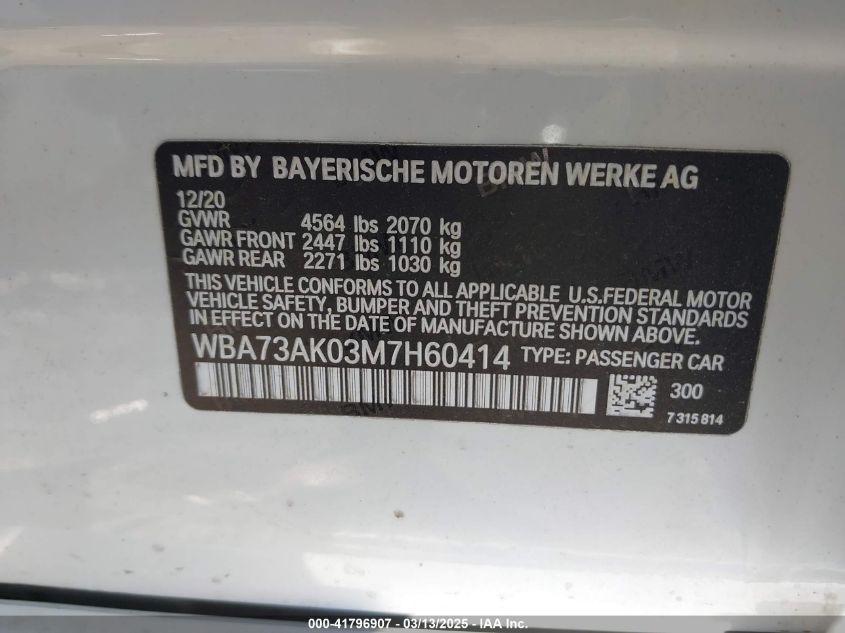 MFD BY BAYERISCHE MOTOREN WERKE AG
12/20
GVWR 4564 lbs 2070 kg
GAWR FRONT 2447 lbs 1110 kg
GAWR REAR 2271 lbs 1030 kg
THIS VEHICLE CONFORMS TO ALL APPLICABLE U.S.FEDERAL MOTOR
VEHICLE SAFETY, BUMPER AND THEFT PREVENTION STANDARDS
IN EFFECT ON THE DATE OF MANUFACTURE SHOWN ABOVE.
WBA73AK03M7H60414 TYPE: PASSENGER CAR
300
7315814
000-41796907 - 03/13/2025 - © IAA, Inc.